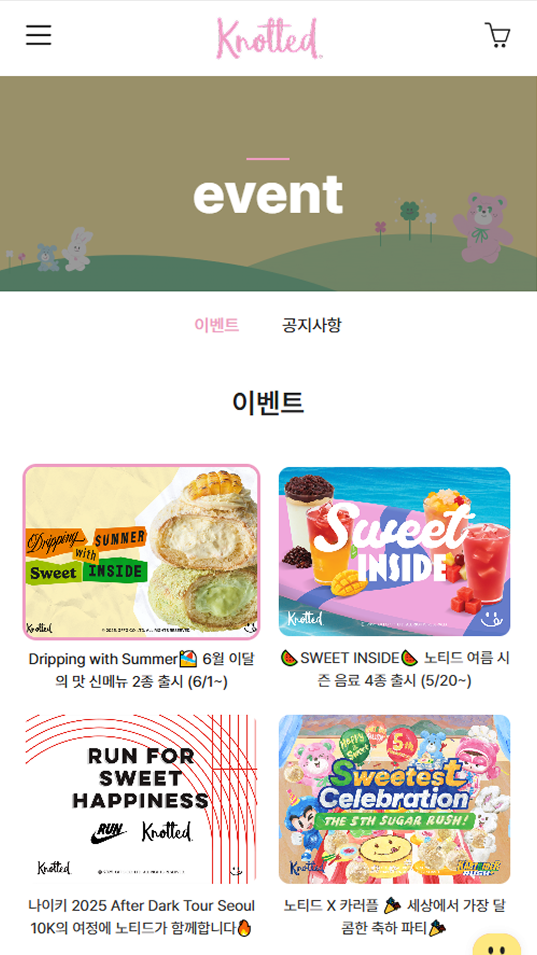 Knotted
event
이벤트 공지사항
이벤트
Dripping SUMMER
with
Sweet INSIDE
Knotted
Dripping with Summer🏖️ 6월 이달
의 맛 신메뉴 2종 출시 (6/1~)
Sweet
INSIDE
Knotted
🍉SWEET INSIDE🍉 노티드 여름 시
즌 음료 4종 출시 (5/20~)
RUN FOR
SWEET
HAPPINESS
RUN Knotted
Knotted
나이키 2025 After Dark Tour Seoul
10K의 여정에 노티드가 함께합니다🔥
5th
Sweetest
Celebration
THE 5TH SUGAR RUSH!
Knotted
노티드 X 카러플 🎉 세상에서 가장 달
콤한 축하 파티🎉